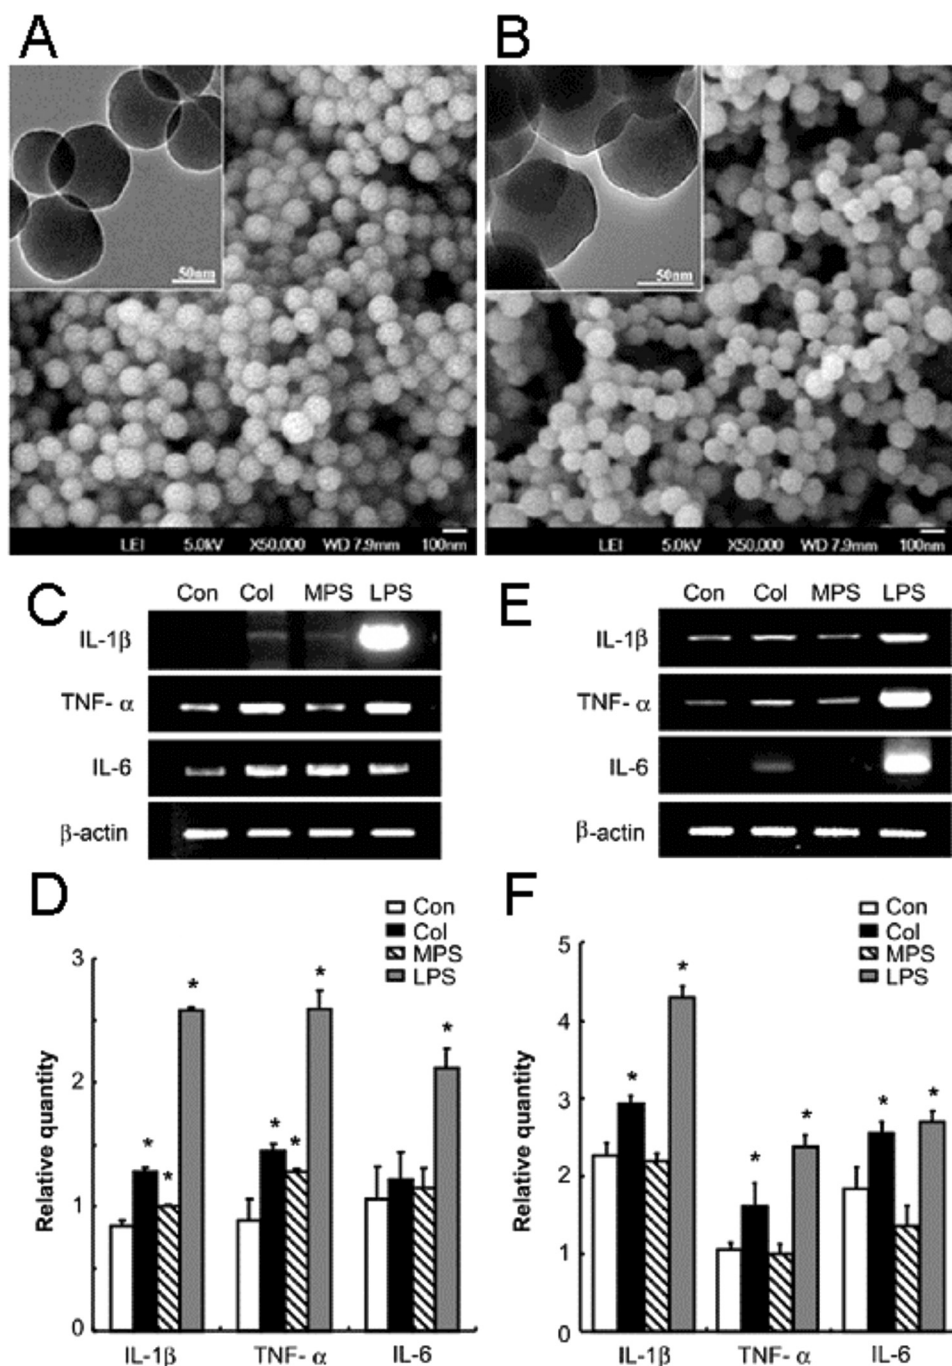 A
B
50nm
50nm
LEI 5.0kV X50,000 WD 7.9mm 100nm
LEI 5.0kV X50,000 WD 7.9mm 100nm
C
Con Col MPS LPS
IL-1β
TNF- α
IL-6
β-actin
E
Con Col MPS LPS
IL-1β
TNF- α
IL-6
β-actin
D
Con
Col
MPS
LPS
Relative quantity
3
2
1
0
* * *
* * *
*
IL-1β TNF- α IL-6
F
Con
Col
MPS
LPS
Relative quantity
5
4
3
2
1
0
* *
* *
* *
IL-1β TNF- α IL-6